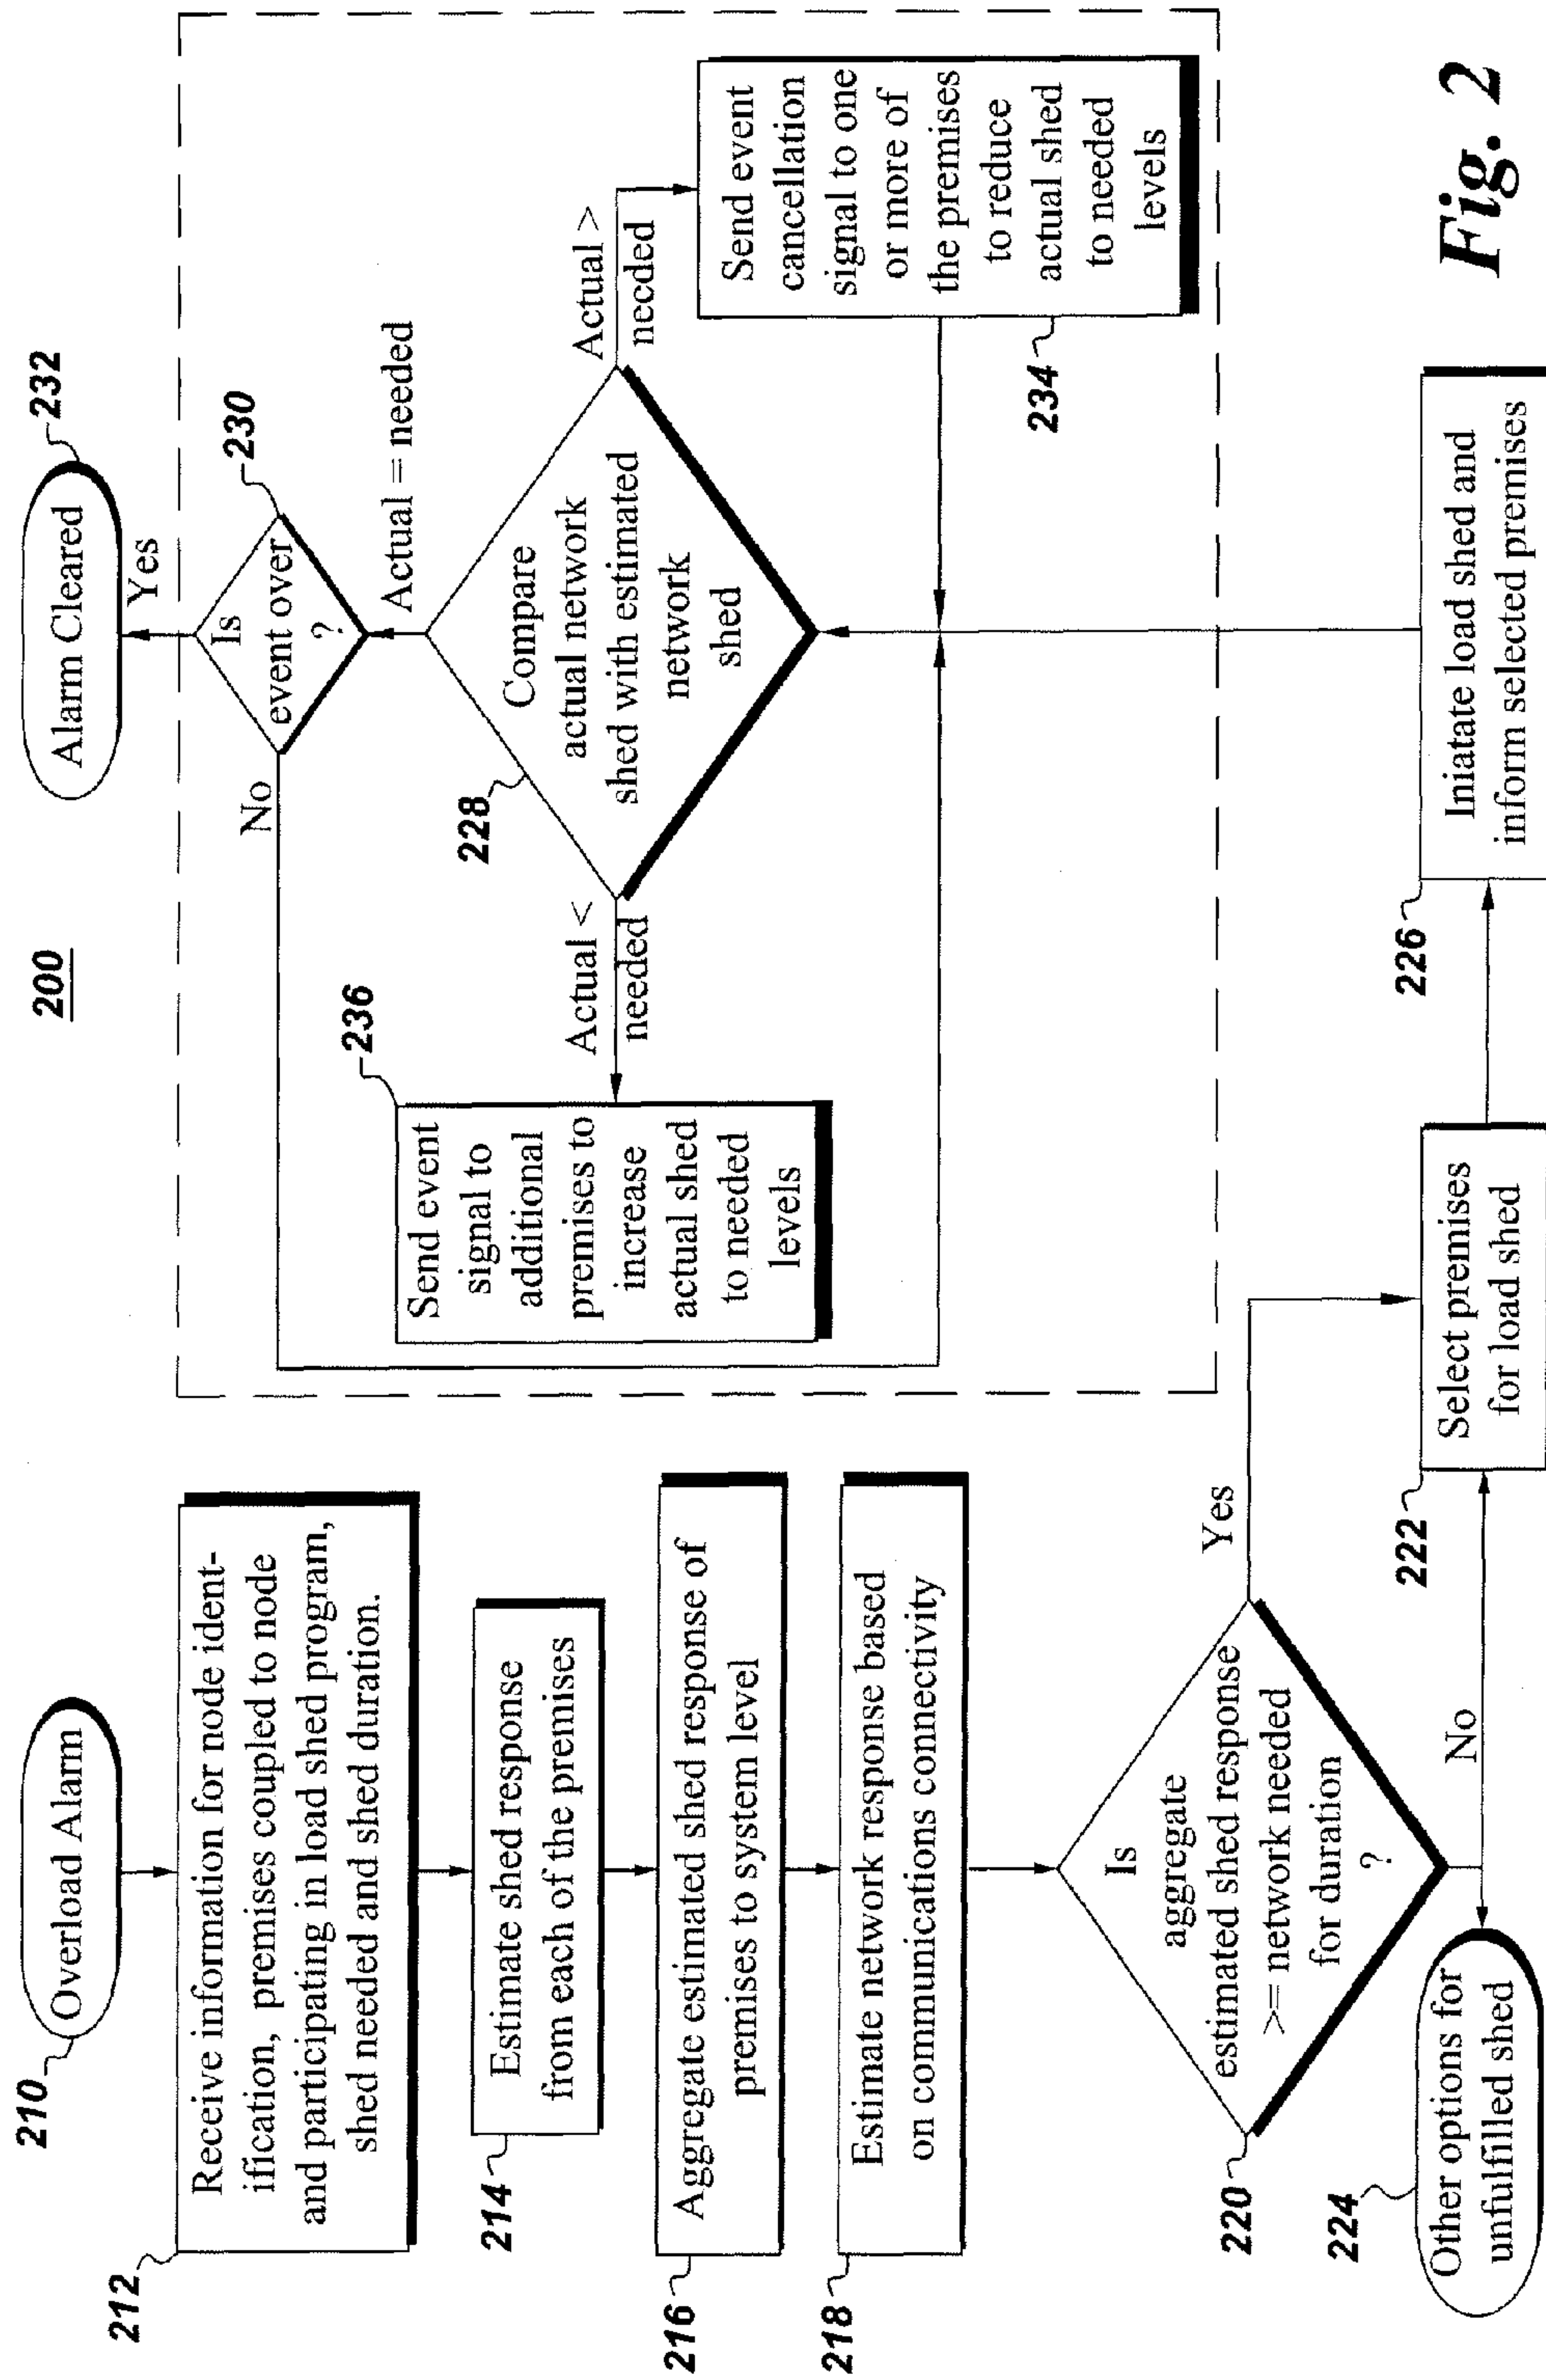 200
210
Overload Alarm
212
Receive information for node ident-
ification, premises coupled to node
and participating in load shed program,
shed needed and shed duration.
214
Estimate shed response
from each of the premises
216
Aggregate estimated shed response of
premises to system level
218
Estimate network response based
on communications connectivity
220
Is
aggregate
estimated shed response
>= network needed
for duration
?
Yes
No
224
Other options for
unfulfilled shed
222
Select premises
for load shed
226
Iniatate load shed and
inform selected premises
228
Compare
actual network
shed with estimated
network
shed
Actual <
needed
236
Send event
signal to
additional
premises to
increase
actual shed
to needed
levels
Actual >
needed
234
Send event
cancellation
signal to one
or more of
the premises
to reduce
actual shed
to needed
levels
Actual = needed
230
Is
event over
?
No
Yes
232
Alarm Cleared
Fig. 2